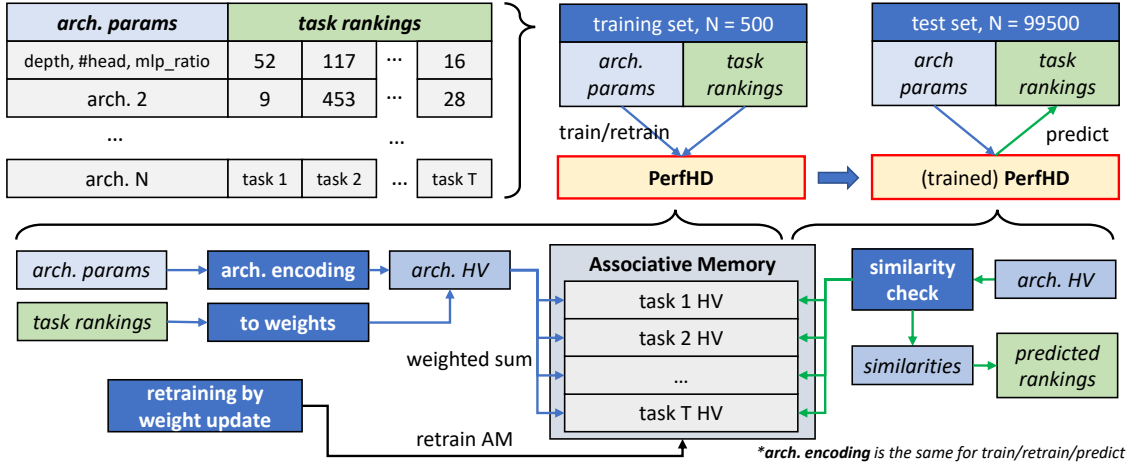 arch. params task rankings
depth, #head, mlp_ratio 52 117 ... 16
arch. 2 9 453 ... 28
... ...
arch. N task 1 task 2 ... task T
training set, N = 500
arch. params task rankings
train/retrain
PerfHD
test set, N = 99500
arch params task rankings
predict
(trained) PerfHD
arch. params
arch. encoding
arch. HV
task rankings
to weights
weighted sum
retraining by
weight update
retrain AM
Associative Memory
task 1 HV
task 2 HV
...
task T HV
similarity
check
arch. HV
similarities
predicted
rankings
*arch. encoding is the same for train/retrain/predict